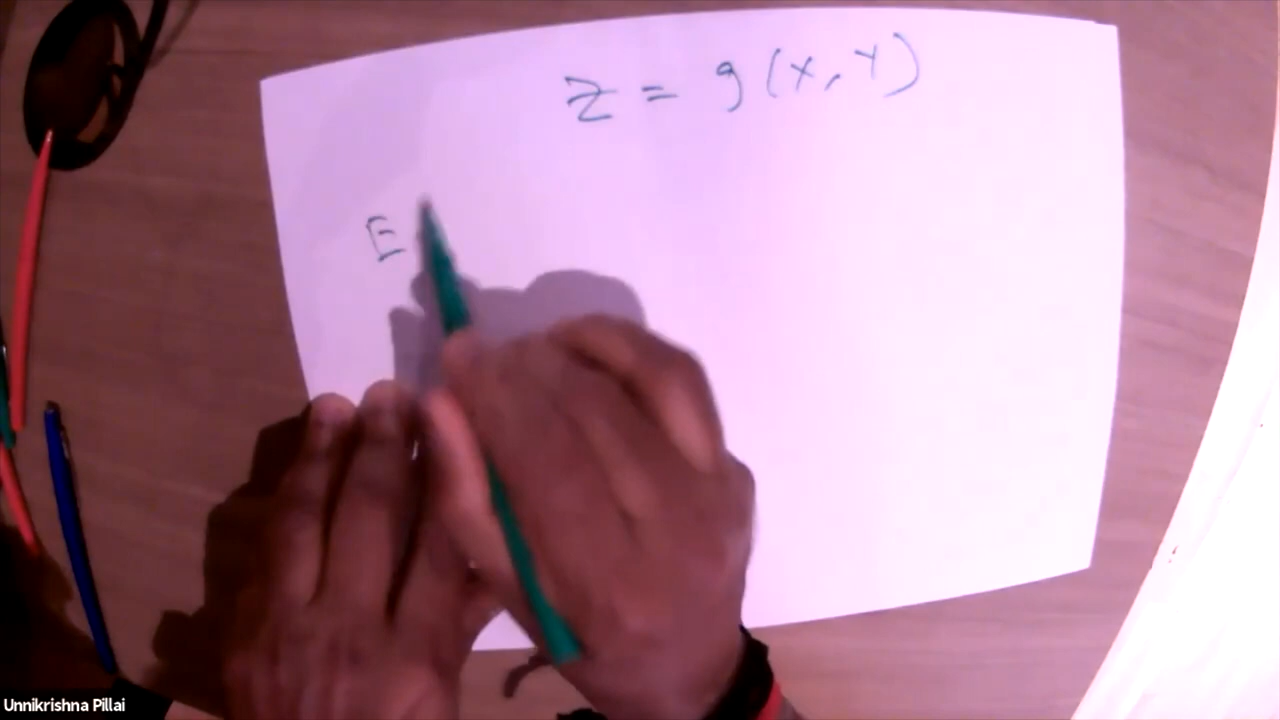 Z = g(X, Y)
E
Unnikrishna Pillai